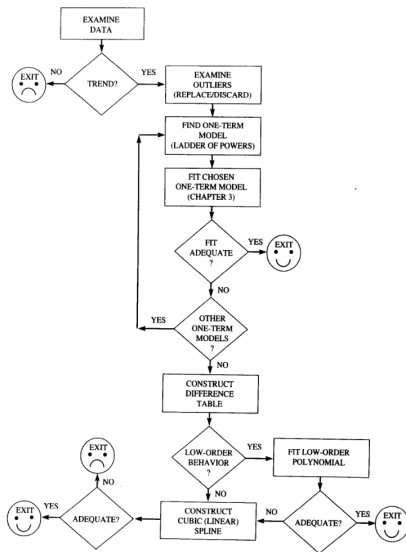 EXAMINE
DATA
EXIT
NO
TREND?
YES
EXAMINE
OUTLIERS
(REPLACE/DISCARD)
FIND ONE-TERM
MODEL
(LADDER OF POWERS)
FIT CHOSEN
ONE-TERM MODEL
(CHAPTER 3)
FIT
ADEQUATE
?
YES
EXIT
NO
YES
OTHER
ONE-TERM
MODELS
?
NO
CONSTRUCT
DIFFERENCE
TABLE
EXIT
LOW-ORDER
BEHAVIOR
?
YES
FIT LOW-ORDER
POLYNOMIAL
NO
NO
EXIT
YES
ADEQUATE?
CONSTRUCT
CUBIC (LINEAR)
SPLINE
NO
ADEQUATE?
YES
EXIT